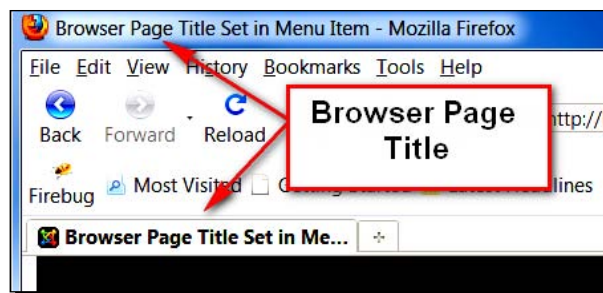 Browser Page Title Set in Menu Item - Mozilla Firefox
File Edit View History Bookmarks Tools Help
Back Forward Reload
Browser Page
Title
http://
Firebug Most Visited
Browser Page Title Set in Me...